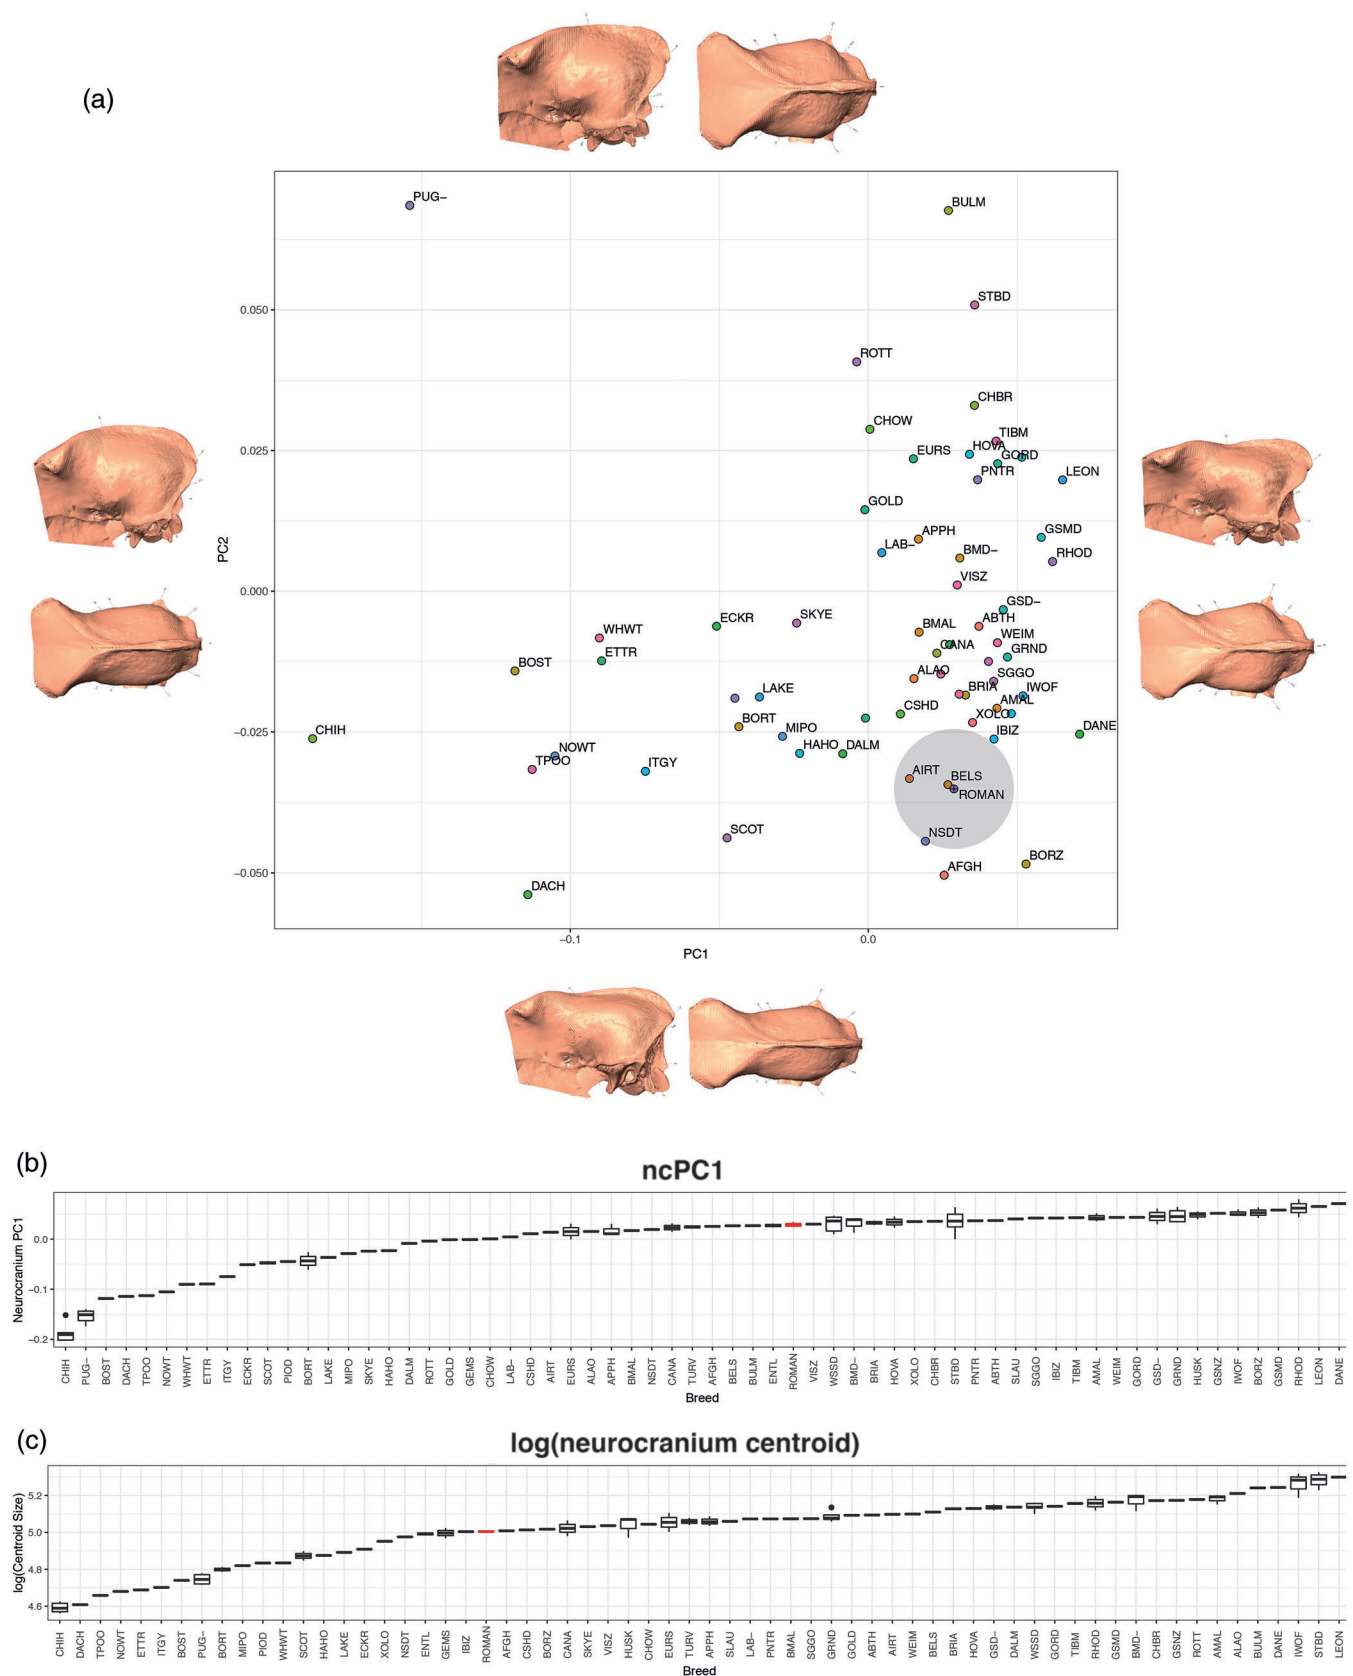 (a)
PUG–
BULM
STBD
0.050
ROTT
CHBR
CHOW
TIBM
HOVA
EURS
GORD
0.025
PNTR
LEON
GOLD
GSMD
APPH
LAB–
BMD–
RHOD
PC2
VISZ
0.000
GSD–
ECKR
SKYE
ABTH
WHWT
BMAL
WEIM
CANA
GRND
ETTR
BOST
ALAO
SGGO
LAKE
BRIA
IWOF
AMAL
CSHD
BORT
XOLO
MIPO
IBIZ
DANE
CHIH
−0.025
NOWT
HAHO
DALM
TPOO
ITGY
AIRT
BELS
ROMAN
SCOT
NSDT
BORZ
AFGH
−0.050
DACH
−0.1
0.0
PC1
(b)
ncPC1
Neurocranium PC1
0.0
−0.1
−0.2
CHIH PUG– BOST DACH TPOO NOWT WHWT ETTR ITGY ECKR SCOT PIOD BORT LAKE MIPO SKYE HAHO DALM ROTT GOLD GEMS CHOW LAB– CSHD AIRT EURS ALAO APPH BMAL NSDT CANA TURV AFGH BELS BULM ENTL ROMAN VISZ WSSD BMD– BRIA HOVA XOLO CHBR STBD PNTR ABTH SLAU SGGO IBIZ TIBM AMAL WEIM GORD GSD– GRND HUSK GSNZ IWOF BORZ GSMD RHOD LEON DANE
Breed
(c)
log(neurocranium centroid)
log(Centroid Size)
5.2
5.0
4.8
4.6
CHIH DACH TPOO NOWT ETTR ITGY BOST PUG– BORT MIPO PIOD WHWT SCOT HAHO LAKE ECKR XOLO NSDT ENTL GEMS IBIZ ROMAN AFGH CSHD BORZ CANA SKYE VISZ HUSK CHOW EURS TURV APPH SLAU LAB– PNTR BMAL SGGO GRND GOLD ABTH AIRT WEIM BELS BRIA HOVA GSD– DALM WSSD GORD TIBM RHOD GSMD BMD– CHBR GSNZ ROTT AMAL ALAO BULM DANE IWOF STBD LEON
Breed